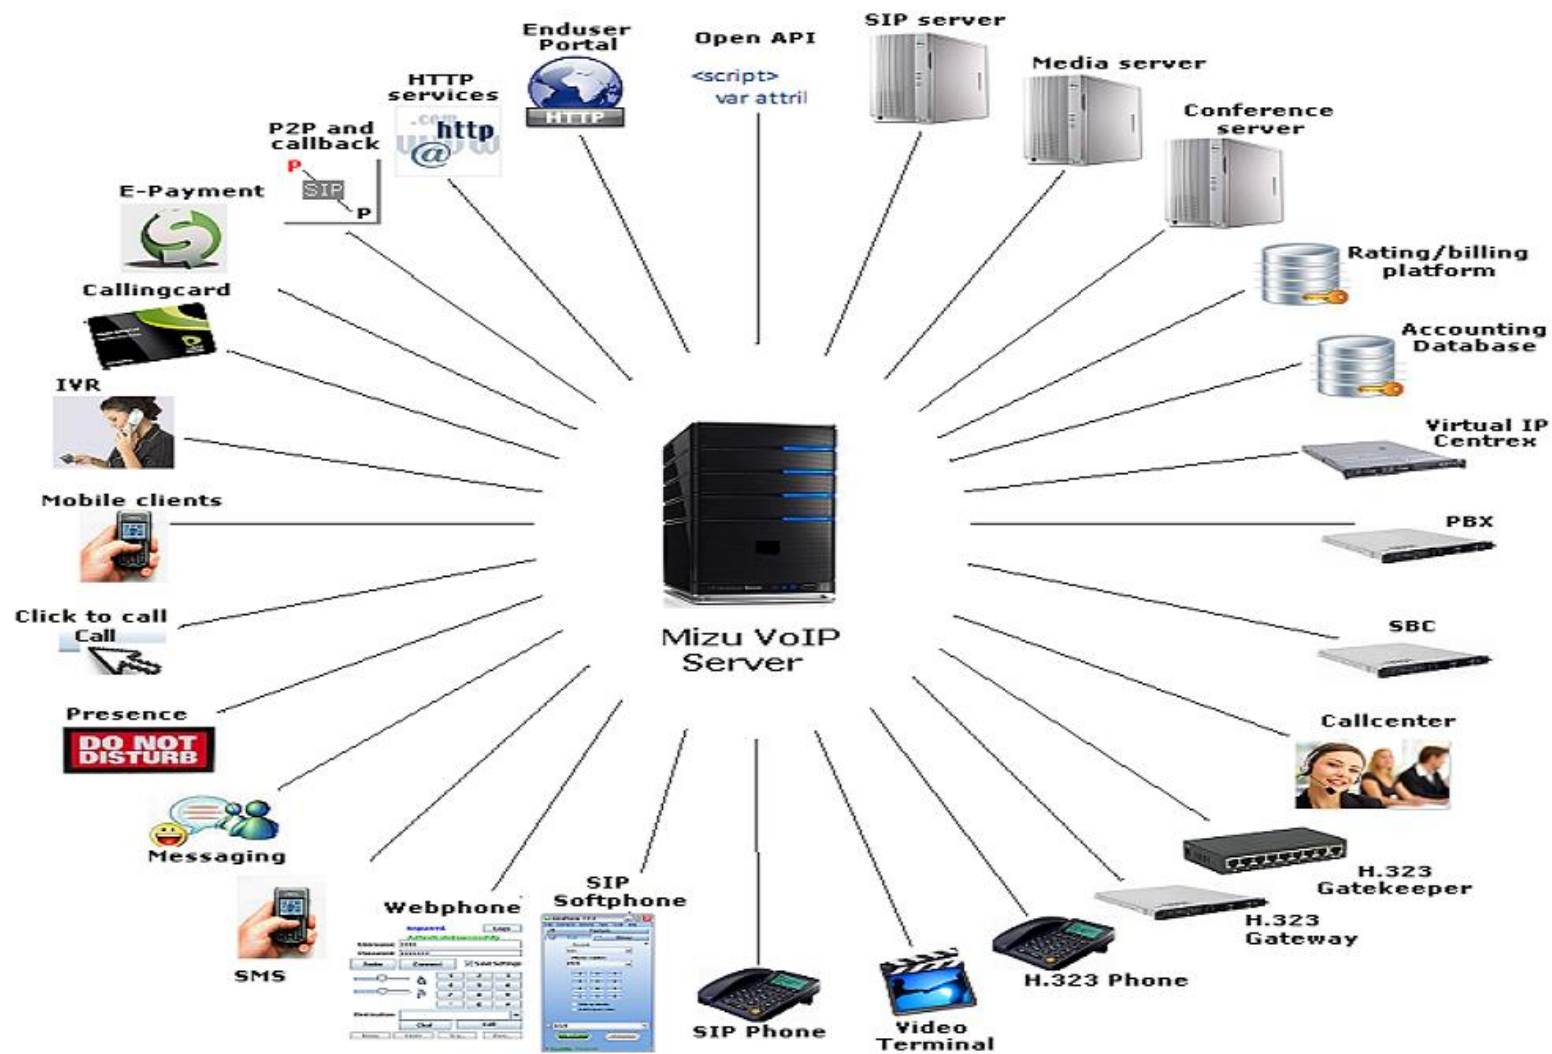 Enduser
Portal
HTTP
Open API
<script>
var attril
SIP server
Media server
Conference
server
Rating/billing
platform
Accounting
Database
Virtual IP
Centrex
PBX
SBC
Callcenter
H.323
Gatekeeper
H.323
Gateway
H.323 Phone
Video
Terminal
SIP Phone
SIP
Softphone
Webphone
SMS
Messaging
Presence
DO NOT
DISTURB
Click to call
Call
Mobile clients
IVR
Callingcard
E-Payment
P2P and
callback
P
SIP
P
HTTP
services
.com
http
@
Mizu VoIP
Server